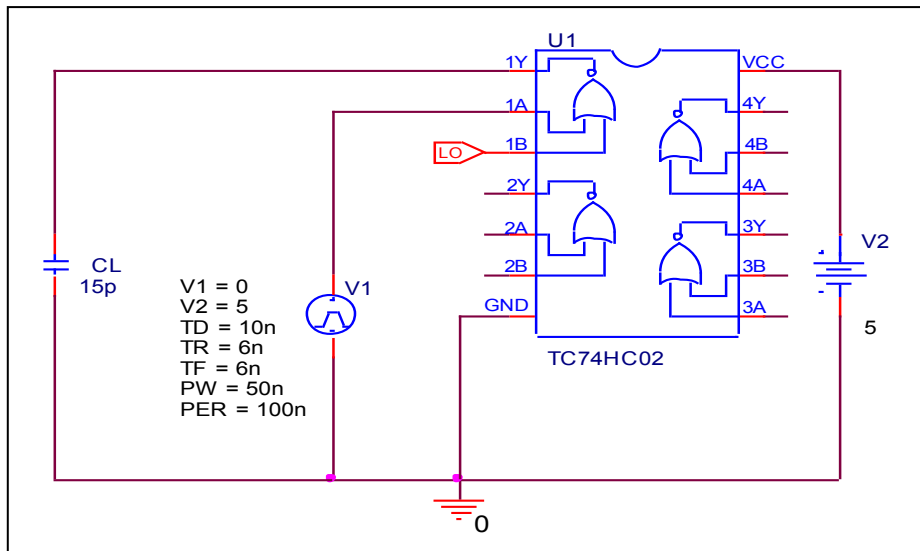 U1
1Y
VCC
1A
4Y
LO
1B
4B
2Y
4A
2A
3Y
V2
CL
15p
2B
3B
V1
GND
3A
5
V1 = 0
V2 = 5
TD = 10n
TR = 6n
TF = 6n
PW = 50n
PER = 100n
TC74HC02
0